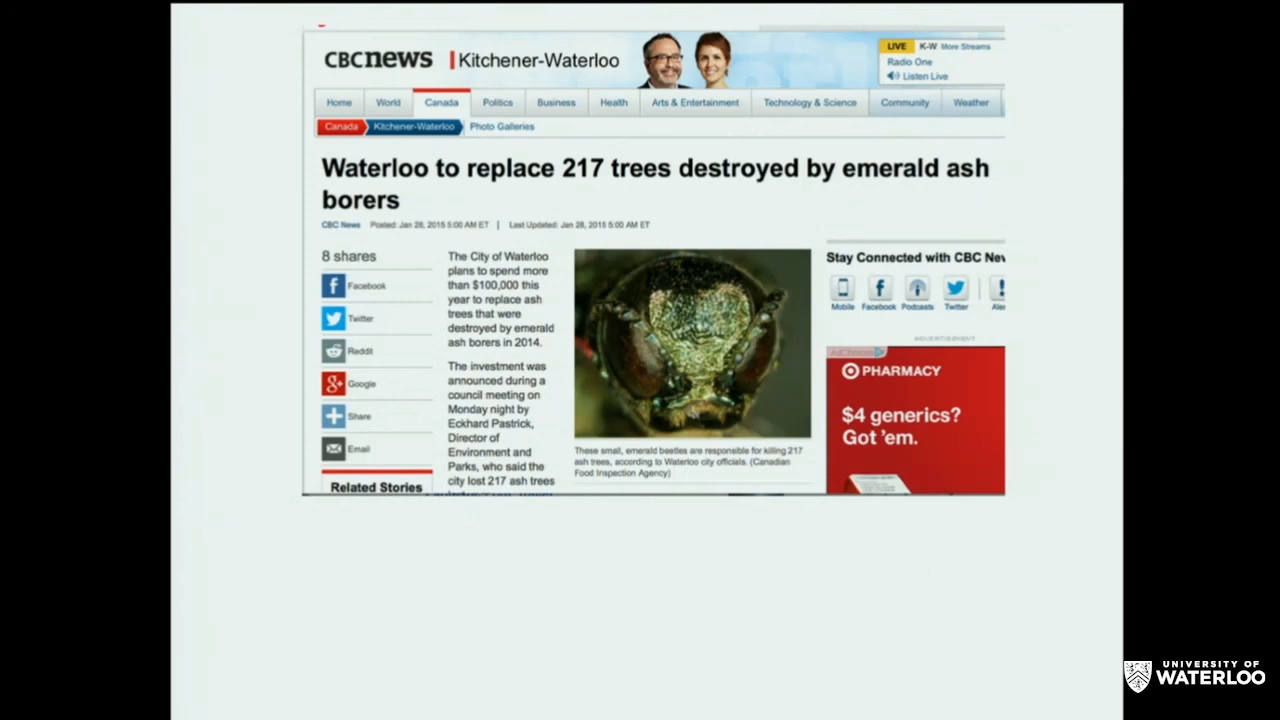 CBCnews
Kitchener-Waterloo
LIVE K-W More Streams
Radio One
Listen Live
Home World Canada Politics Business Health Arts & Entertainment Technology & Science Community Weather
Canada Kitchener-Waterloo Photo Galleries
Waterloo to replace 217 trees destroyed by emerald ash
borers
CBC News Posted: Jan 28, 2015 5:00 AM ET | Last Updated: Jan 28, 2015 5:00 AM ET
8 shares
f Facebook
Twitter
Reddit
g+ Google
Share
Email
Related Stories
The City of Waterloo
plans to spend more
than $100,000 this
year to replace ash
trees that were
destroyed by emerald
ash borers in 2014.
The investment was
announced during a
council meeting on
Monday night by
Eckhard Pastrick,
Director of
Environment and
Parks, who said the
city lost 217 ash trees
These small, emerald beetles are responsible for killing 217
ash trees, according to Waterloo city officials. (Canadian
Food Inspection Agency)
Stay Connected with CBC Nev
Mobile Facebook Podcasts Twitter Aler
ADVERTISEMENT
AdChoices
PHARMACY
$4 generics?
Got 'em.
UNIVERSITY OF
WATERLOO